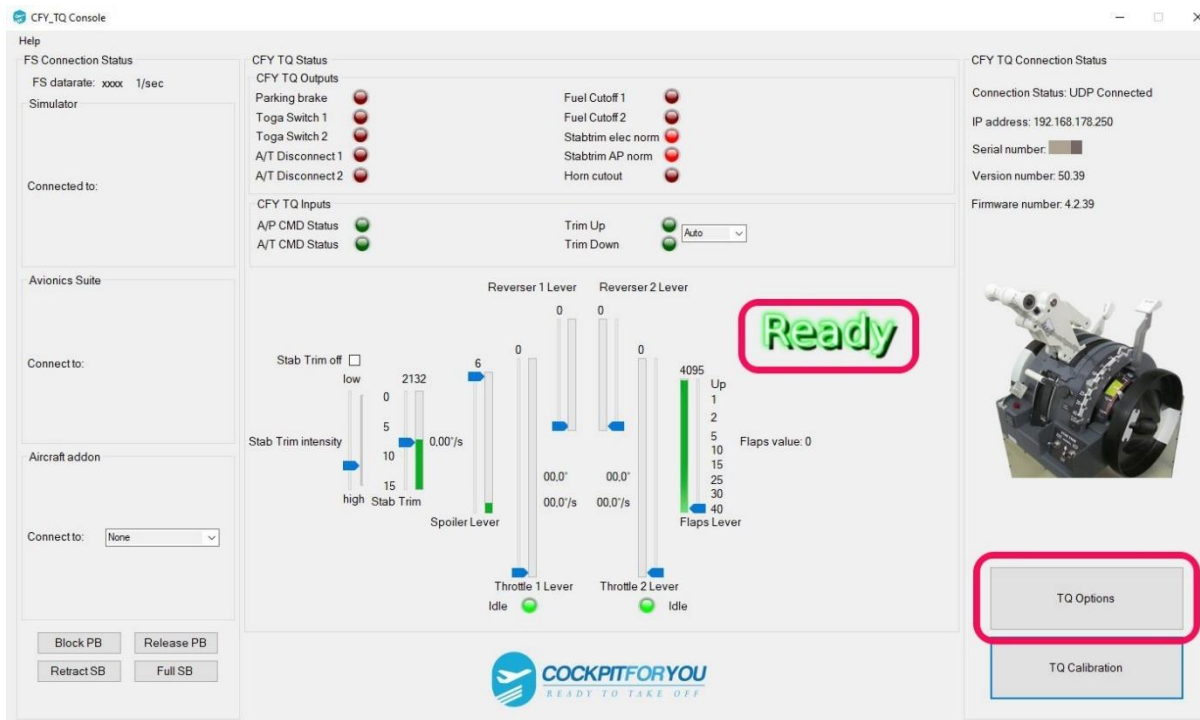 CFY_TQ Console
Help
FS Connection Status
FS datarate: xxxx 1/sec
Simulator
Connected to:
Avionics Suite
Connect to:
Aircraft addon
Connect to: None
Block PB Release PB
Retract SB Full SB
CFY TQ Status
CFY TQ Outputs
Parking brake
Toga Switch 1
Toga Switch 2
A/T Disconnect 1
A/T Disconnect 2
Fuel Cutoff 1
Fuel Cutoff 2
Stabtrim elec norm
Stabtrim AP norm
Horn cutout
CFY TQ Inputs
A/P CMD Status
A/T CMD Status
Trim Up
Trim Down
Auto
Reverser 1 Lever Reverser 2 Lever
0 0
Ready
Stab Trim off
low
high
Stab Trim intensity
2132
0
5
10
15
0,00°/s
Stab Trim
6
Spoiler Lever
0
00,0°
00,0°/s
Throttle 1 Lever
Idle
0
00,0°
00,0°/s
Throttle 2 Lever
Idle
4095
Up
1
2
5
10
15
25
30
40
Flaps Lever
Flaps value: 0
COCKPITFORYOU
READY TO TAKE OFF
CFY TQ Connection Status
Connection Status: UDP Connected
IP address: 192.168.178.250
Serial number:
Version number: 50.39
Firmware number: 4.2.39
TQ Options
TQ Calibration